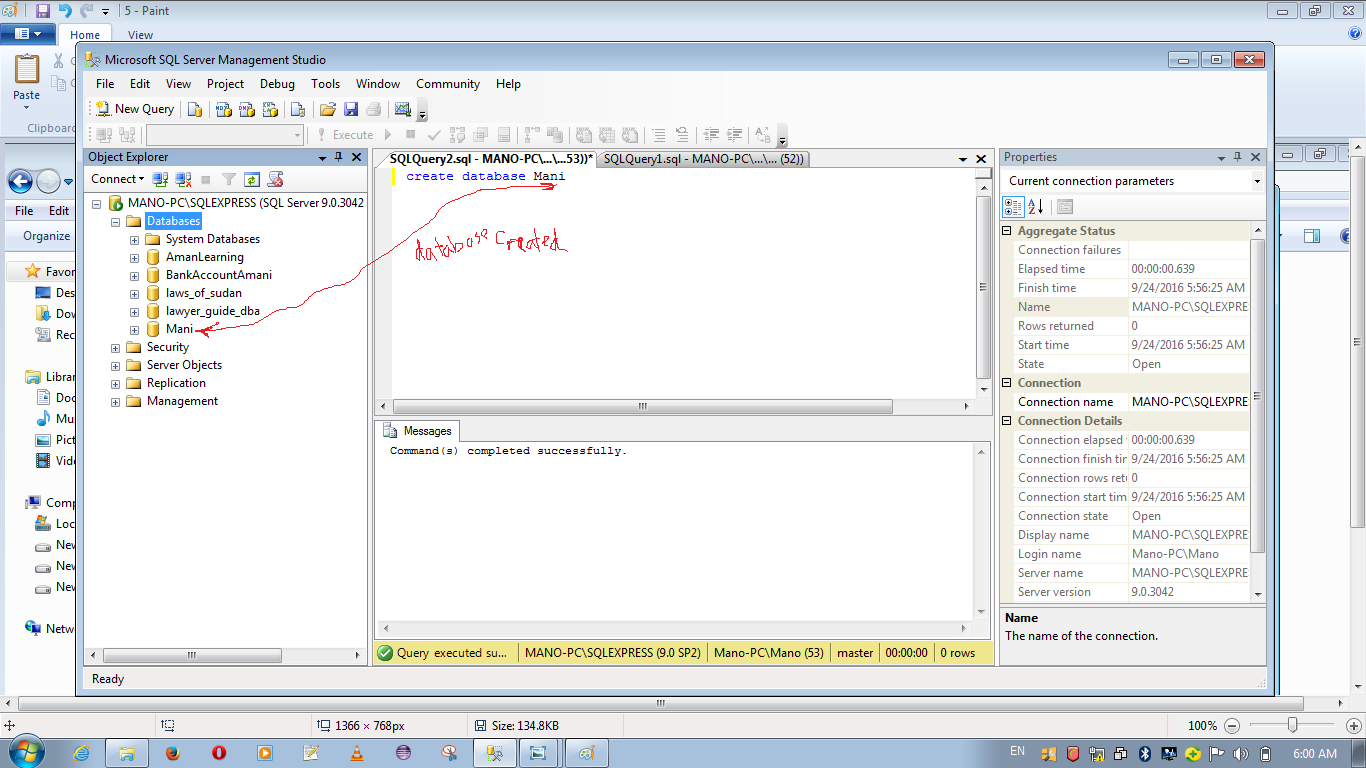 5 - Paint
Home
View
Paste
Clipboard
Microsoft SQL Server Management Studio
File Edit View Project Debug Tools Window Community Help
New Query
Execute
Object Explorer
Connect
MANO-PC\SQLEXPRESS (SQL Server 9.0.3042
Databases
System Databases
AmanLearning
BankAccountAmani
laws_of_sudan
lawyer_guide_dba
Mani
Security
Server Objects
Replication
Management
SQLQuery2.sql - MANO-PC\...\...53))*
SQLQuery1.sql - MANO-PC\...\... (52))
create database Mani
database created
Messages
Command(s) completed successfully.
Query executed su...
MANO-PC\SQLEXPRESS (9.0 SP2)
Mano-PC\Mano (53)
master
00:00:00
0 rows
Properties
Current connection parameters
Aggregate Status
Connection failures
Elapsed time 00:00:00.639
Finish time 9/24/2016 5:56:25 AM
Name MANO-PC\SQLEXPRE
Rows returned 0
Start time 9/24/2016 5:56:25 AM
State Open
Connection
Connection name MANO-PC\SQLEXPRE
Connection Details
Connection elapsed 00:00:00.639
Connection finish tir 9/24/2016 5:56:25 AM
Connection rows ret 0
Connection start tim 9/24/2016 5:56:25 AM
Connection state Open
Display name MANO-PC\SQLEXPRE
Login name Mano-PC\Mano
Server name MANO-PC\SQLEXPRE
Server version 9.0.3042
Name
The name of the connection.
Ready
File Edit
Organize
Favor
Des
Dov
Rec
Librar
Doc
Mu
Pict
Vide
Comp
Loc
Nev
Nev
Nev
Netw
1366 × 768px
Size: 134.8KB
100%
EN
6:00 AM